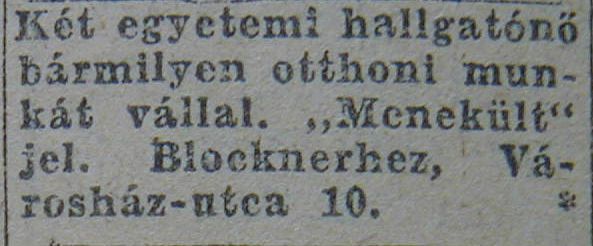 Két egyetemi hallgatónő
bármilyen otthoni mun-
kát vállal. „Menekült“
jel. Blocknerhez, Vá-
rosház-utca 10. *